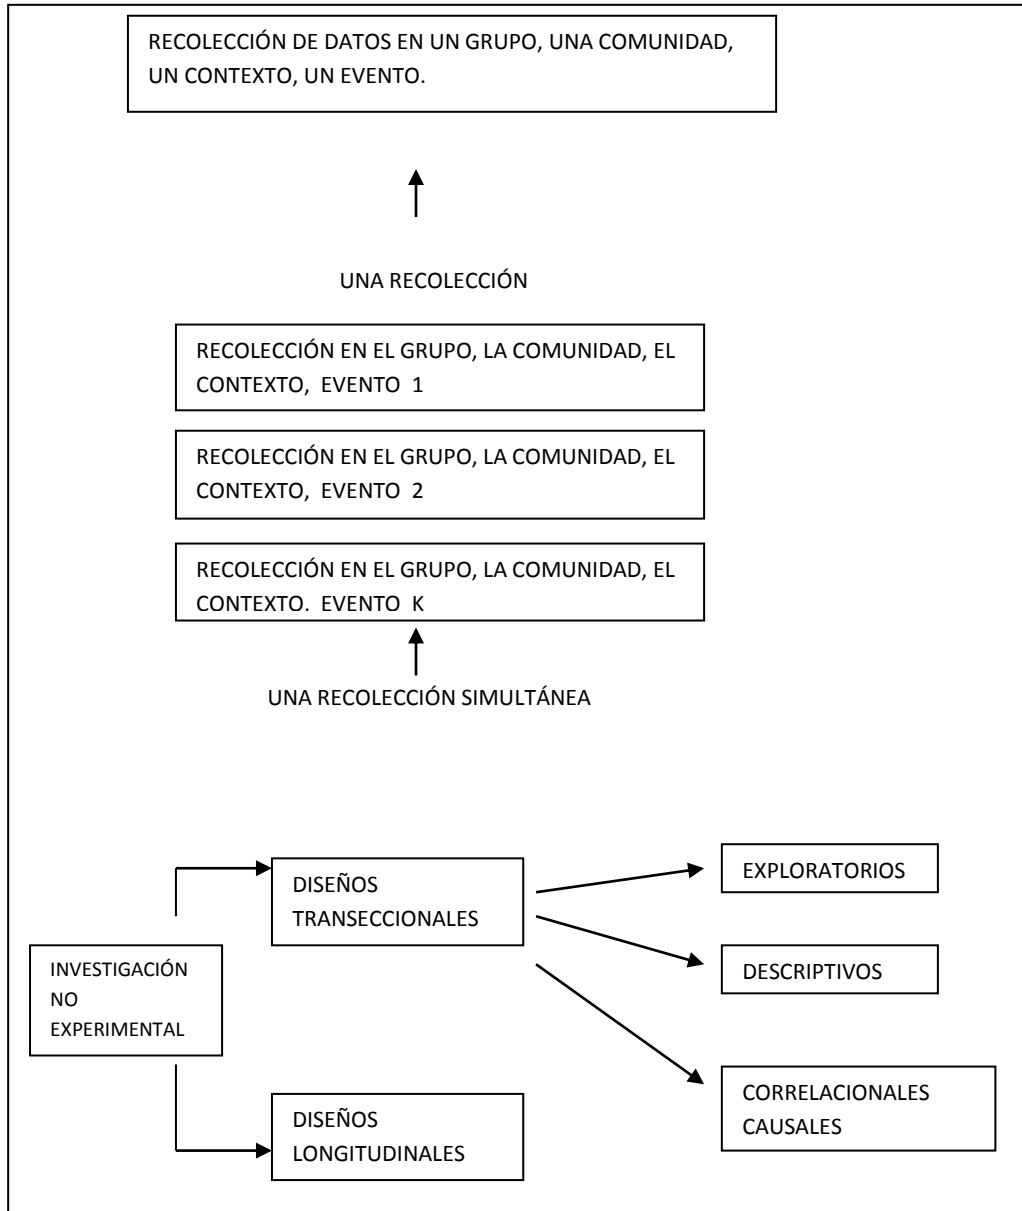 RECOLECCIÓN DE DATOS EN UN GRUPO, UNA COMUNIDAD,
UN CONTEXTO, UN EVENTO.
UNA RECOLECCIÓN
RECOLECCIÓN EN EL GRUPO, LA COMUNIDAD, EL
CONTEXTO, EVENTO 1
RECOLECCIÓN EN EL GRUPO, LA COMUNIDAD, EL
CONTEXTO, EVENTO 2
RECOLECCIÓN EN EL GRUPO, LA COMUNIDAD, EL
CONTEXTO. EVENTO K
UNA RECOLECCIÓN SIMULTÁNEA
INVESTIGACIÓN
NO
EXPERIMENTAL
DISEÑOS
TRANSECCIONALES
EXPLORATORIOS
DESCRIPTIVOS
CORRELACIONALES
CAUSALES
DISEÑOS
LONGITUDINALES